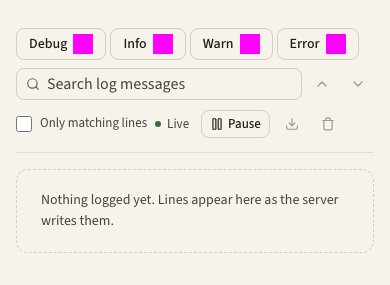 Debug Info Warn Error
Search log messages
Only matching lines Live Pause
Nothing logged yet. Lines appear here as the server
writes them.